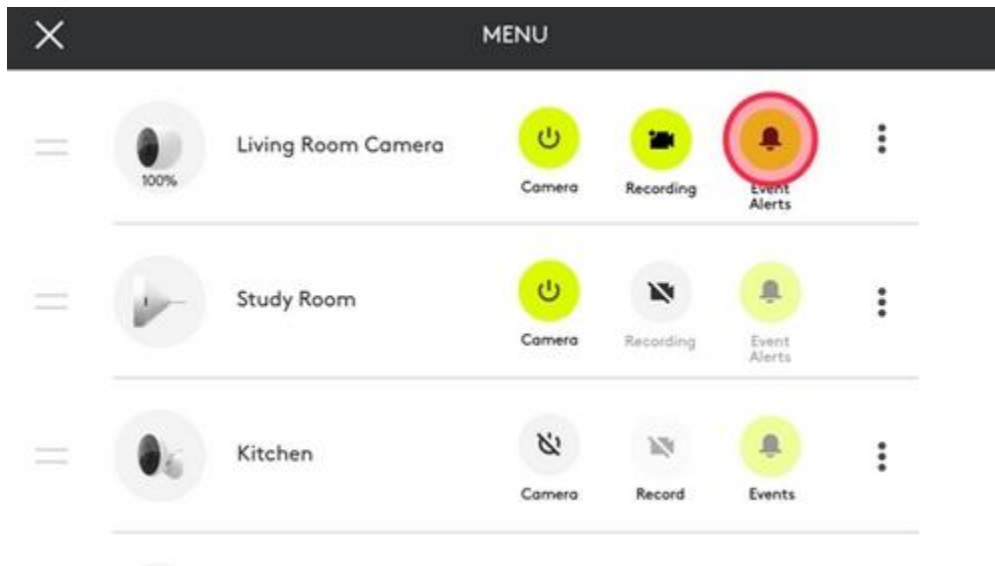 MENU
Living Room Camera
100%
Camera
Recording
Event
Alerts
Study Room
Camera
Recording
Event
Alerts
Kitchen
Camera
Record
Events